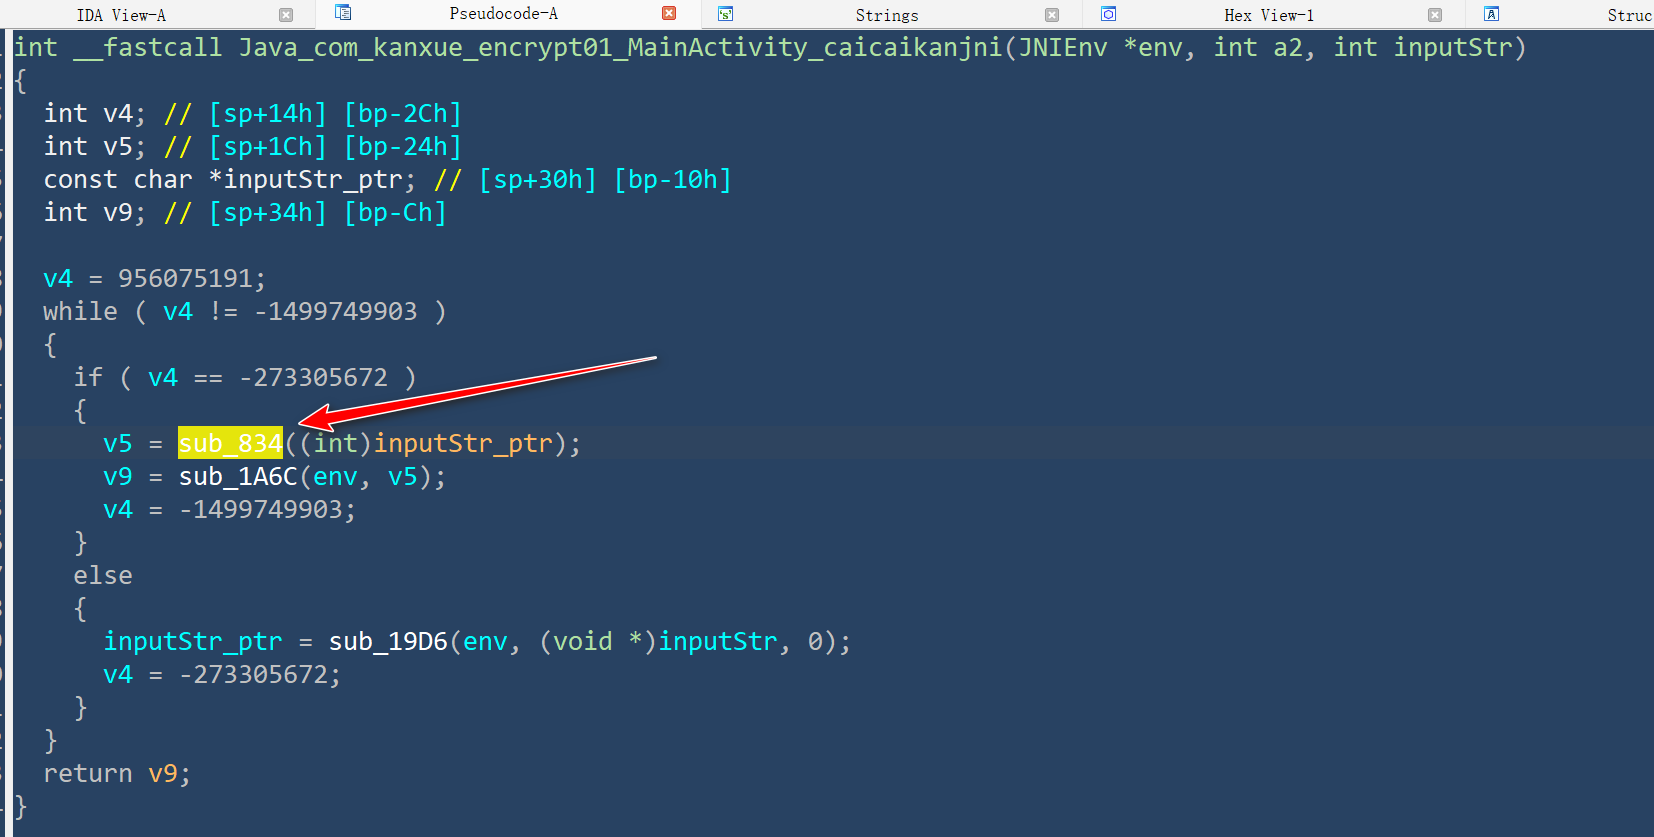 IDA View-A
Pseudocode-A
Strings
Hex View-1
Struc
int __fastcall Java_com_kanxue_encrypt01_MainActivity_caicaikanjni(JNIEnv *env, int a2, int inputStr)
{
  int v4; // [sp+14h] [bp-2Ch]
  int v5; // [sp+1Ch] [bp-24h]
  const char *inputStr_ptr; // [sp+30h] [bp-10h]
  int v9; // [sp+34h] [bp-Ch]
  v4 = 956075191;
  while ( v4 != -1499749903 )
  {
    if ( v4 == -273305672 )
    {
      v5 = sub_834((int)inputStr_ptr);
      v9 = sub_1A6C(env, v5);
      v4 = -1499749903;
    }
    else
    {
      inputStr_ptr = sub_19D6(env, (void *)inputStr, 0);
      v4 = -273305672;
    }
  }
  return v9;
}